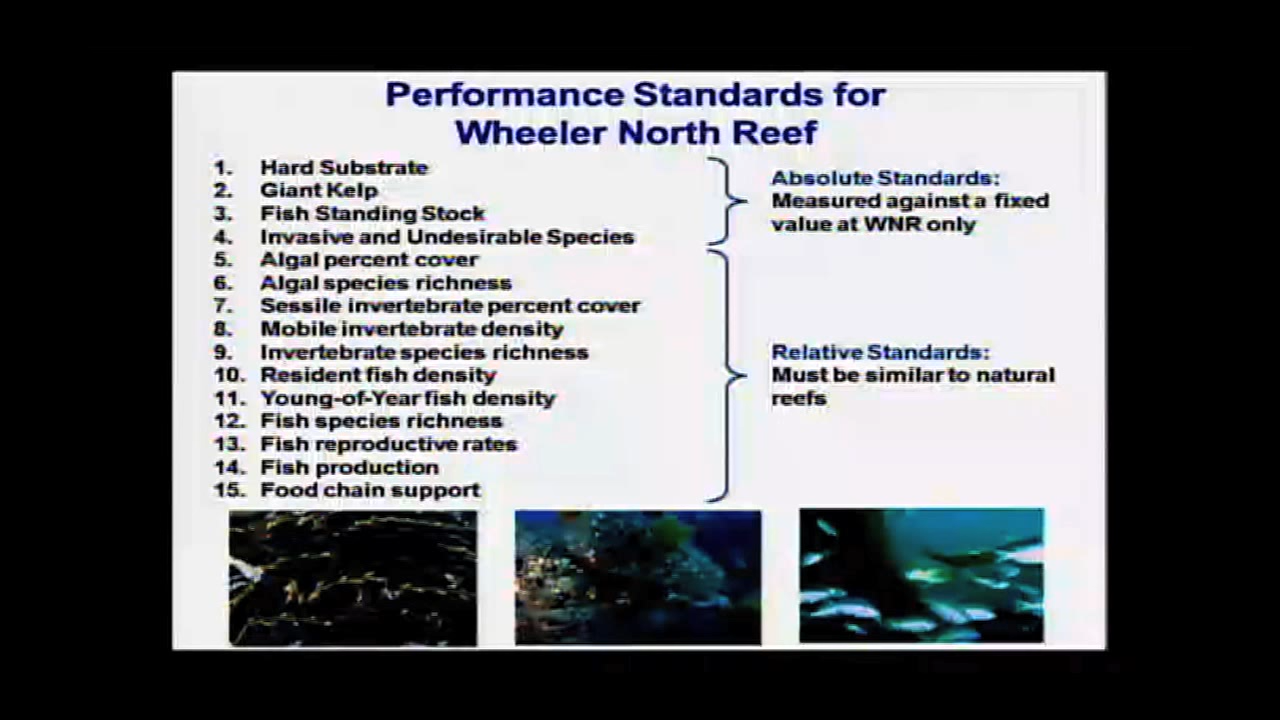 Performance Standards for
Wheeler North Reef
1. Hard Substrate
2. Giant Kelp
3. Fish Standing Stock
4. Invasive and Undesirable Species
5. Algal percent cover
6. Algal species richness
7. Sessile invertebrate percent cover
8. Mobile invertebrate density
9. Invertebrate species richness
10. Resident fish density
11. Young-of-Year fish density
12. Fish species richness
13. Fish reproductive rates
14. Fish production
15. Food chain support
Absolute Standards:
Measured against a fixed
value at WNR only
Relative Standards:
Must be similar to natural
reefs